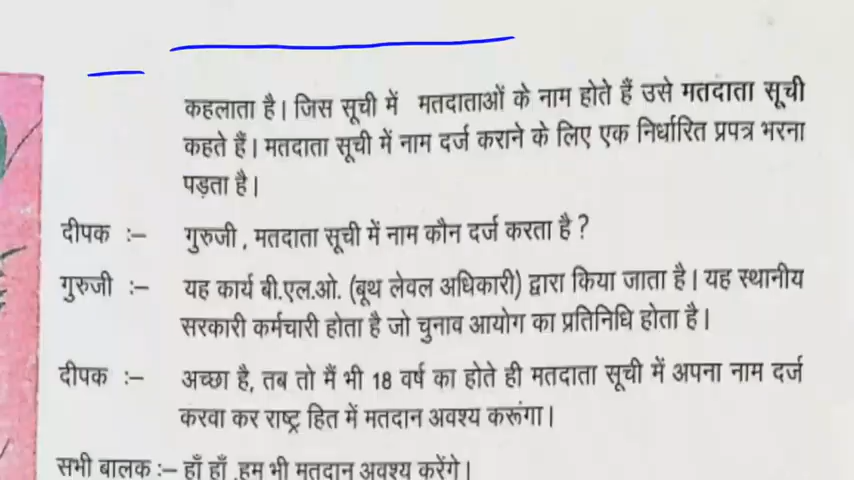 कहलाता है। जिस सूची में मतदाताओं के नाम होते हैं उसे मतदाता सूची
कहते हैं। मतदाता सूची में नाम दर्ज कराने के लिए एक निर्धारित प्रपत्र भरना
पड़ता है।
दीपक :– गुरुजी, मतदाता सूची में नाम कौन दर्ज करता है ?
गुरुजी :– यह कार्य बी.एल.ओ. (बूथ लेवल अधिकारी) द्वारा किया जाता है। यह स्थानीय
सरकारी कर्मचारी होता है जो चुनाव आयोग का प्रतिनिधि होता है।
दीपक :– अच्छा है, तब तो मैं भी 18 वर्ष का होते ही मतदाता सूची में अपना नाम दर्ज
करवा कर राष्ट्र हित में मतदान अवश्य करूंगा।
सभी बालक :– हाँ हाँ ,हम भी मतदान अवश्य करेंगे।